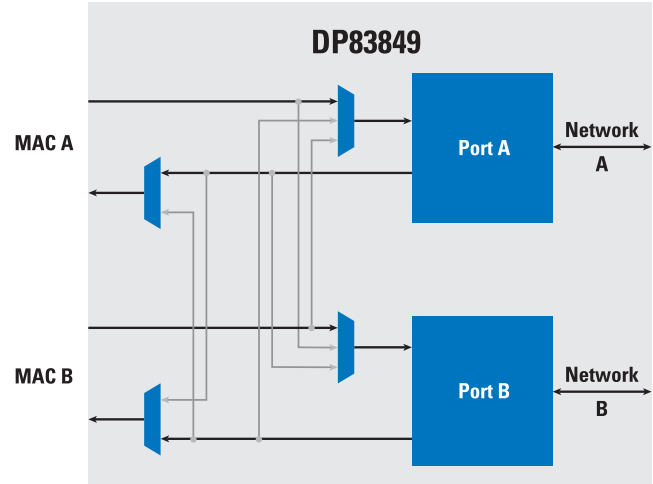 DP83849
MAC A
Port A
Network
A
MAC B
Port B
Network
B